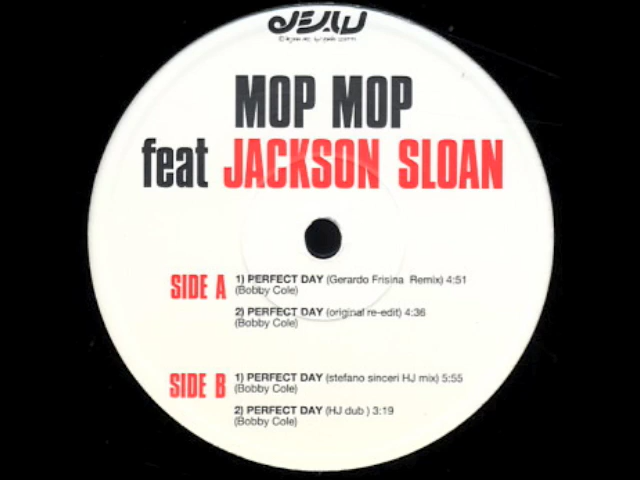 MOP MOP
feat JACKSON SLOAN
SIDE A
1) PERFECT DAY (Gerardo Frisina Remix) 4:51
(Bobby Cole)
2) PERFECT DAY (original re-edit) 4:36
(Bobby Cole)
SIDE B
1) PERFECT DAY (stefano sinceri HJ mix) 5:55
(Bobby Cole)
2) PERFECT DAY (HJ dub ) 3:19
(Bobby Cole)